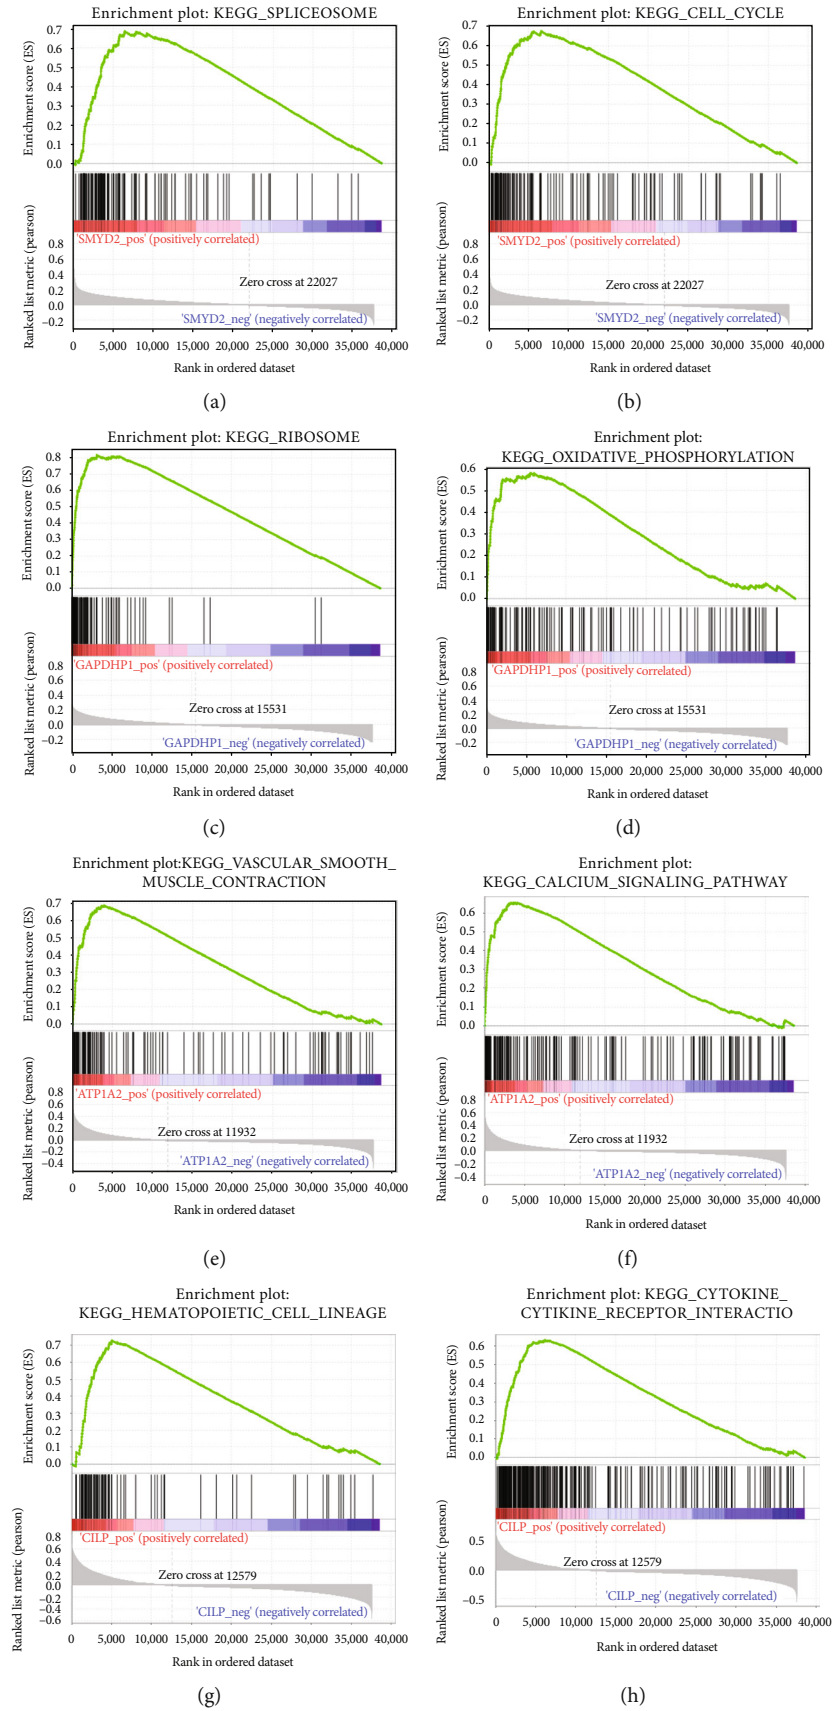 Enrichment plot: KEGG_SPLICEOSOME
Enrichment score (ES)
0.7
0.6
0.5
0.4
0.3
0.2
0.1
0.0
Ranked list metric (pearson)
'SMYD2_pos' (positively correlated)
0.8
0.6
0.4
0.2
0.0
−0.2
Zero cross at 22027
'SMYD2_neg' (negatively correlated)
0 5,000 10,000 15,000 20,000 25,000 30,000 35,000 40,000
Rank in ordered dataset
(a)
Enrichment plot: KEGG_CELL_CYCLE
Enrichment score (ES)
0.7
0.6
0.5
0.4
0.3
0.2
0.1
0.0
Ranked list metric (pearson)
'SMYD2_pos' (positively correlated)
0.8
0.6
0.4
0.2
0.0
−0.2
Zero cross at 22027
'SMYD2_neg' (negatively correlated)
0 5,000 10,000 15,000 20,000 25,000 30,000 35,000 40,000
Rank in ordered dataset
(b)
Enrichment plot: KEGG_RIBOSOME
Enrichment score (ES)
0.8
0.7
0.6
0.5
0.4
0.3
0.2
0.1
0.0
Ranked list metric (pearson)
'GAPDHP1_pos' (positively correlated)
0.8
0.6
0.4
0.2
0.0
−0.2
Zero cross at 15531
'GAPDHP1_neg' (negatively correlated)
0 5,000 10,000 15,000 20,000 25,000 30,000 35,000 40,000
Rank in ordered dataset
(c)
Enrichment plot:
KEGG_OXIDATIVE_PHOSPHORYLATION
Enrichment score (ES)
0.6
0.5
0.4
0.3
0.2
0.1
0.0
Ranked list metric (pearson)
'GAPDHP1_pos' (positively correlated)
0.8
0.6
0.4
0.2
0.0
−0.2
Zero cross at 15531
'GAPDHP1_neg' (negatively correlated)
0 5,000 10,000 15,000 20,000 25,000 30,000 35,000 40,000
Rank in ordered dataset
(d)
Enrichment plot:KEGG_VASCULAR_SMOOTH_
MUSCLE_CONTRACTION
Enrichment score (ES)
0.7
0.6
0.5
0.4
0.3
0.2
0.1
0.0
Ranked list metric (pearson)
'ATP1A2_pos' (positively correlated)
0.8
0.6
0.4
0.2
0.0
−0.2
−0.4
Zero cross at 11932
'ATP1A2_neg' (negatively correlated)
0 5,000 10,000 15,000 20,000 25,000 30,000 35,000 40,000
Rank in ordered dataset
(e)
Enrichment plot:
KEGG_CALCIUM_SIGNALING_PATHWAY
Enrichment score (ES)
0.6
0.5
0.4
0.3
0.2
0.1
0.0
Ranked list metric (pearson)
'ATP1A2_pos' (positively correlated)
0.8
0.6
0.4
0.2
0.0
−0.2
−0.4
Zero cross at 11932
'ATP1A2_neg' (negatively correlated)
0 5,000 10,000 15,000 20,000 25,000 30,000 35,000 40,000
Rank in ordered dataset
(f)
Enrichment plot:
KEGG_HEMATOPOIETIC_CELL_LINEAGE
Enrichment score (ES)
0.7
0.6
0.5
0.4
0.3
0.2
0.1
0.0
Ranked list metric (pearson)
'CILP_pos' (positively correlated)
0.8
0.6
0.4
0.2
0.0
−0.2
−0.4
−0.6
Zero cross at 12579
'CILP_neg' (negatively correlated)
0 5,000 10,000 15,000 20,000 25,000 30,000 35,000 40,000
Rank in ordered dataset
(g)
Enrichment plot: KEGG_CYTOKINE_
CYTIKINE_RECEPTOR_INTERACTIO
Enrichment score (ES)
0.6
0.5
0.4
0.3
0.2
0.1
0.0
Ranked list metric (pearson)
'CILP_pos' (positively correlated)
0.5
0.0
−0.5
Zero cross at 12579
'CILP_neg' (negatively correlated)
0 5,000 10,000 15,000 20,000 25,000 30,000 35,000 40,000
Rank in ordered dataset
(h)